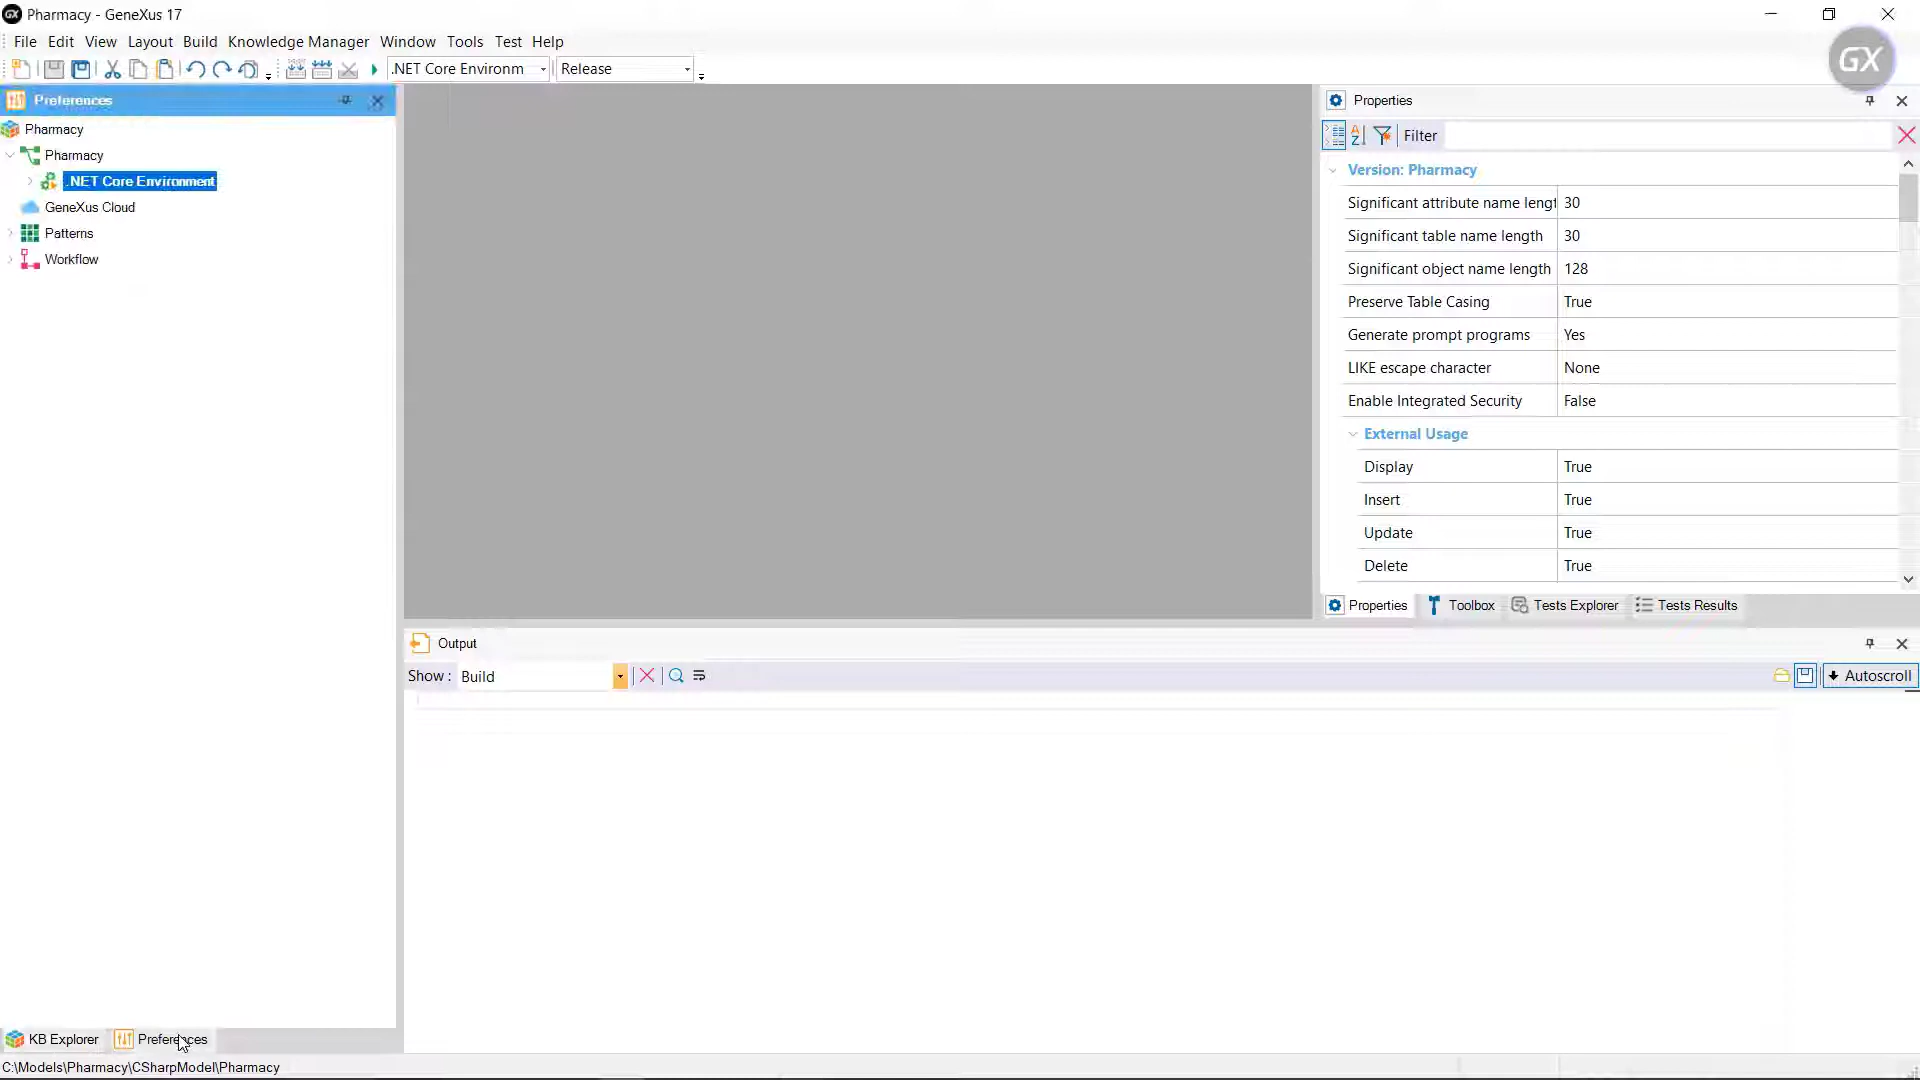 Pharmacy - GeneXus 17
File Edit View Layout Build Knowledge Manager Window Tools Test Help
.NET Core Environm Release
GX
Preferences
Pharmacy
Pharmacy
.NET Core Environment
GeneXus Cloud
Patterns
Workflow
Properties
Filter
Version: Pharmacy
Significant attribute name lengt 30
Significant table name length 30
Significant object name length 128
Preserve Table Casing True
Generate prompt programs Yes
LIKE escape character None
Enable Integrated Security False
External Usage
Display True
Insert True
Update True
Delete True
Properties Toolbox Tests Explorer Tests Results
Output
Show : Build Autoscroll
KB Explorer Preferences
C:\Models\Pharmacy\CSharpModel\Pharmacy